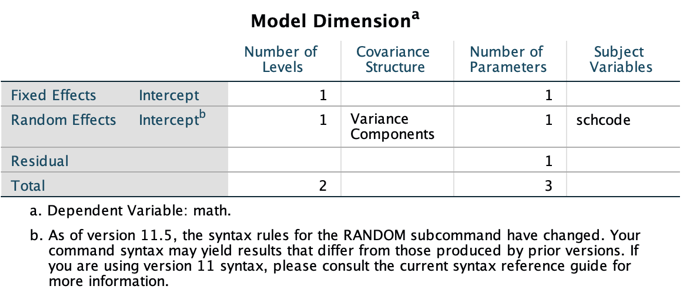 Model Dimensionᵃ
Number of Levels Covariance Structure Number of Parameters Subject Variables
Fixed Effects Intercept 1 1
Random Effects Interceptᵇ 1 Variance Components 1 schcode
Residual 1
Total 2 3
a. Dependent Variable: math.
b. As of version 11.5, the syntax rules for the RANDOM subcommand have changed. Your
command syntax may yield results that differ from those produced by prior versions. If
you are using version 11 syntax, please consult the current syntax reference guide for
more information.